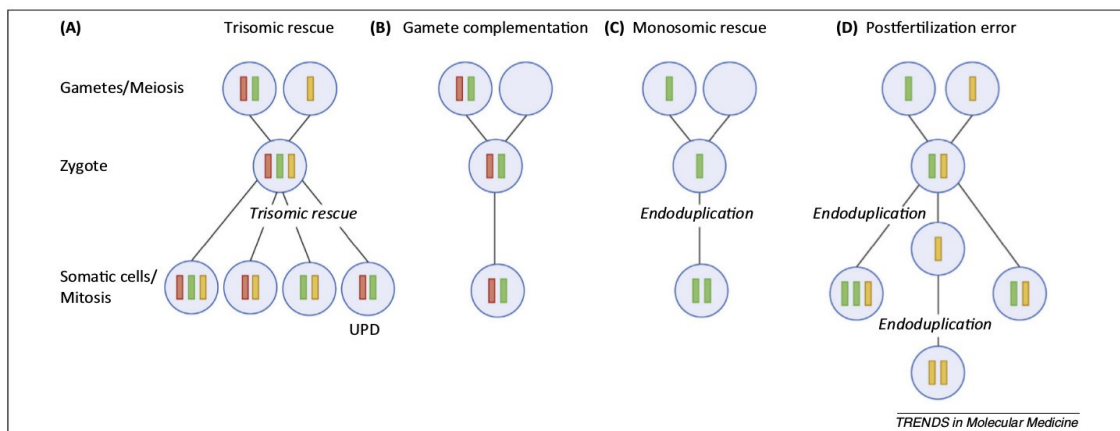 (A) Trisomic rescue (B) Gamete complementation (C) Monosomic rescue (D) Postfertilization error
Gametes/Meiosis
Zygote
Trisomic rescue Endoduplication Endoduplication
Somatic cells/
Mitosis
Endoduplication
UPD
TRENDS in Molecular Medicine